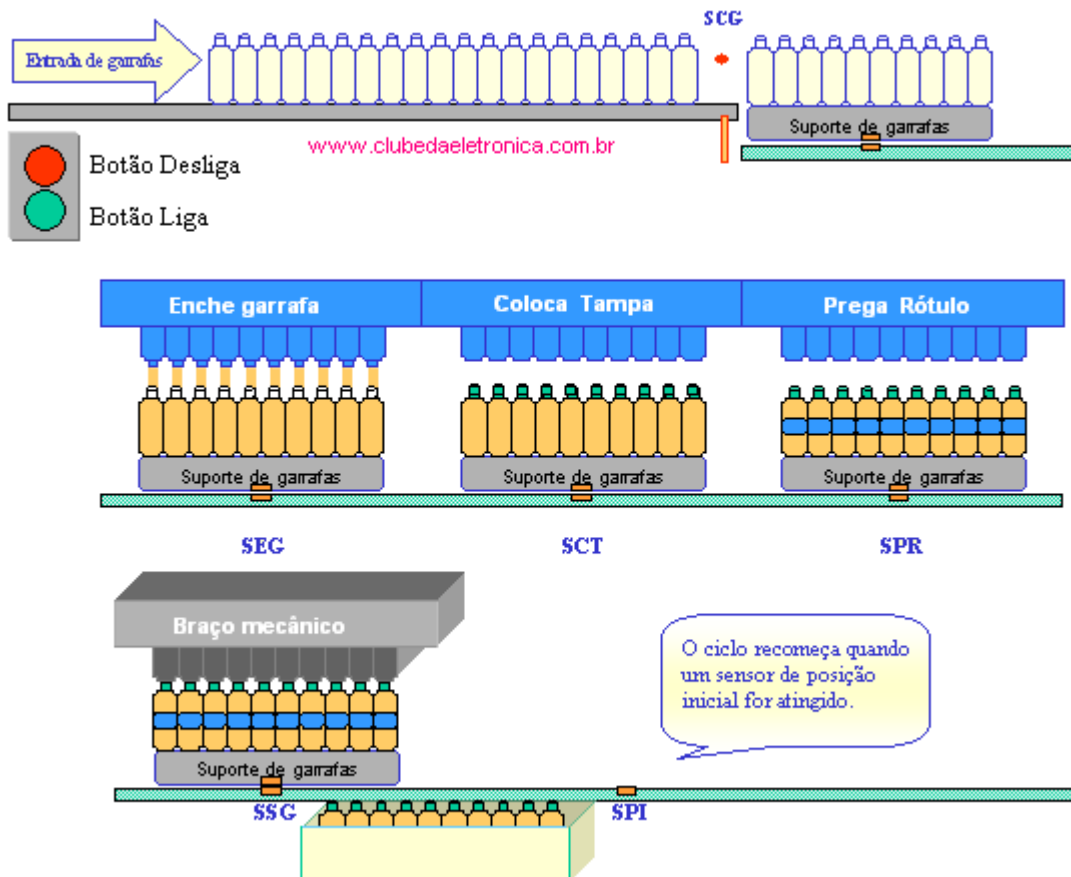 SCG
Entrada de garrafas
Suporte de garrafas
www.clubedaeletronica.com.br
Botão Desliga
Botão Liga
Enche garrafa
Coloca Tampa
Prega Rótulo
Suporte de garrafas
Suporte de garrafas
Suporte de garrafas
SEG
SCT
SPR
Braço mecânico
O ciclo recomeça quando
um sensor de posição
inicial for atingido.
Suporte de garrafas
SSG
SPI